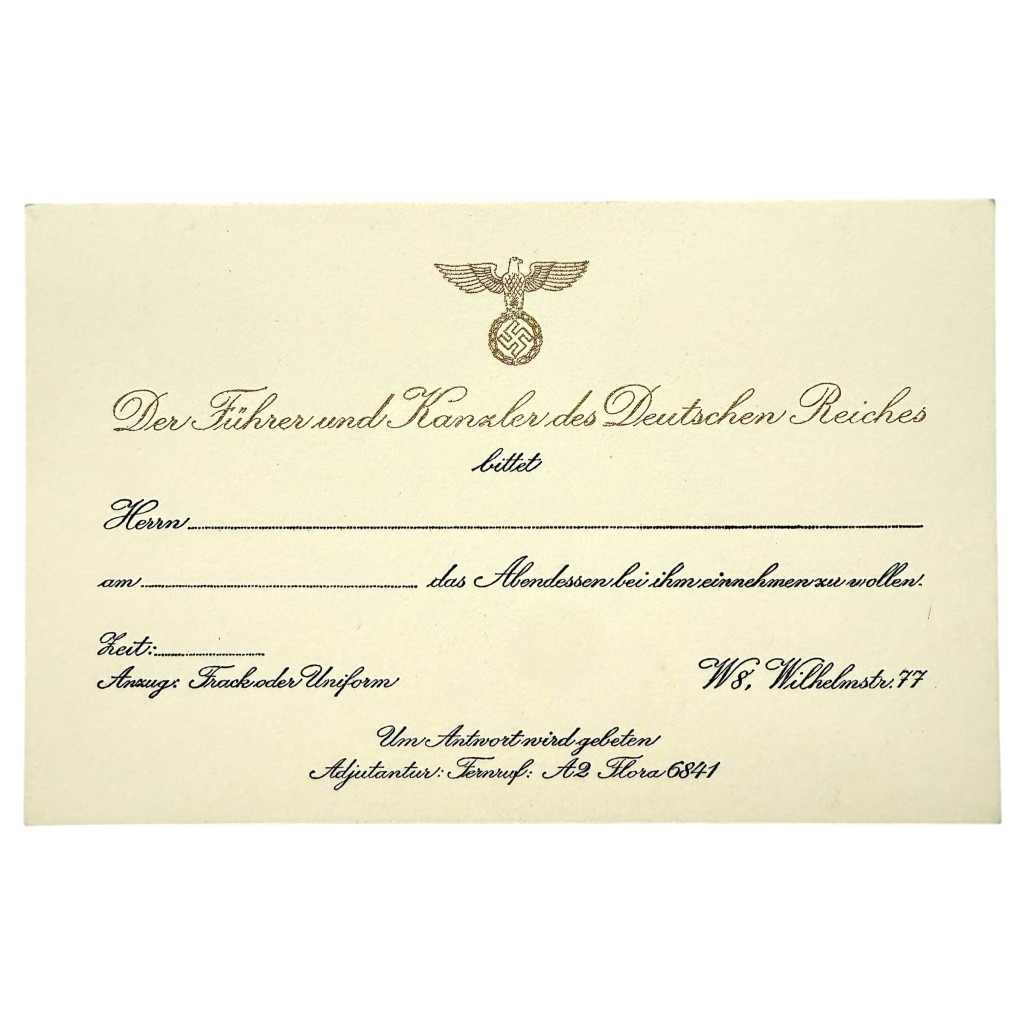 Der Führer und Kanzler des Deutschen Reiches
bittet
Herrn
am das Abendessen bei ihm einnehmen zu wollen.
Zeit:
Anzug: Frack oder Uniform W8, Wilhelmstr. 77
Um Antwort wird gebeten
Adjutantur: Fernruf: A2 Flora 6841